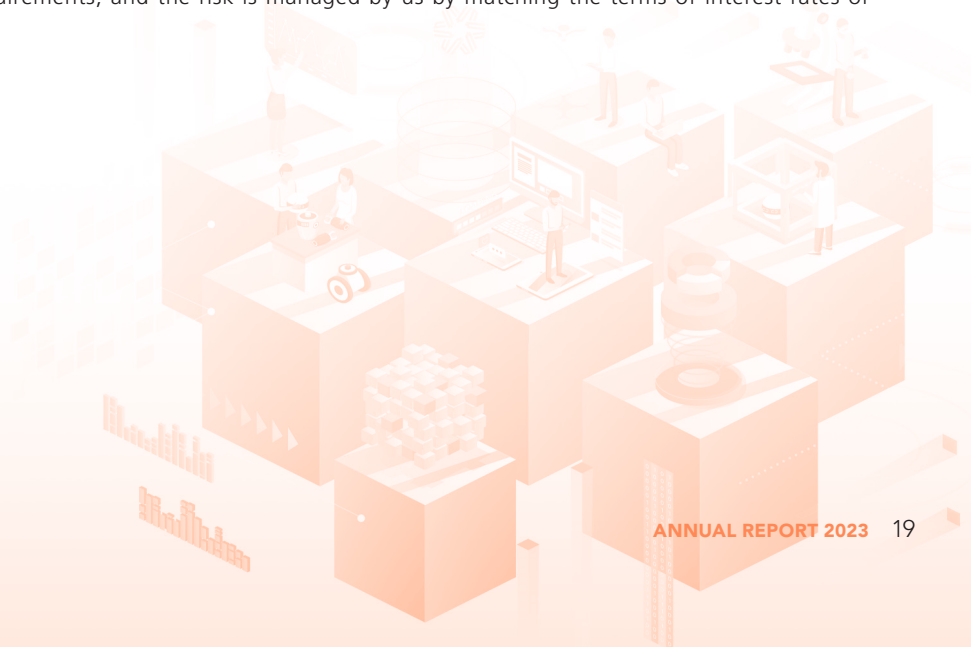 and the risk is managed by us by matching the terms of interest rates of
ANNUAL REPORT 2023 19